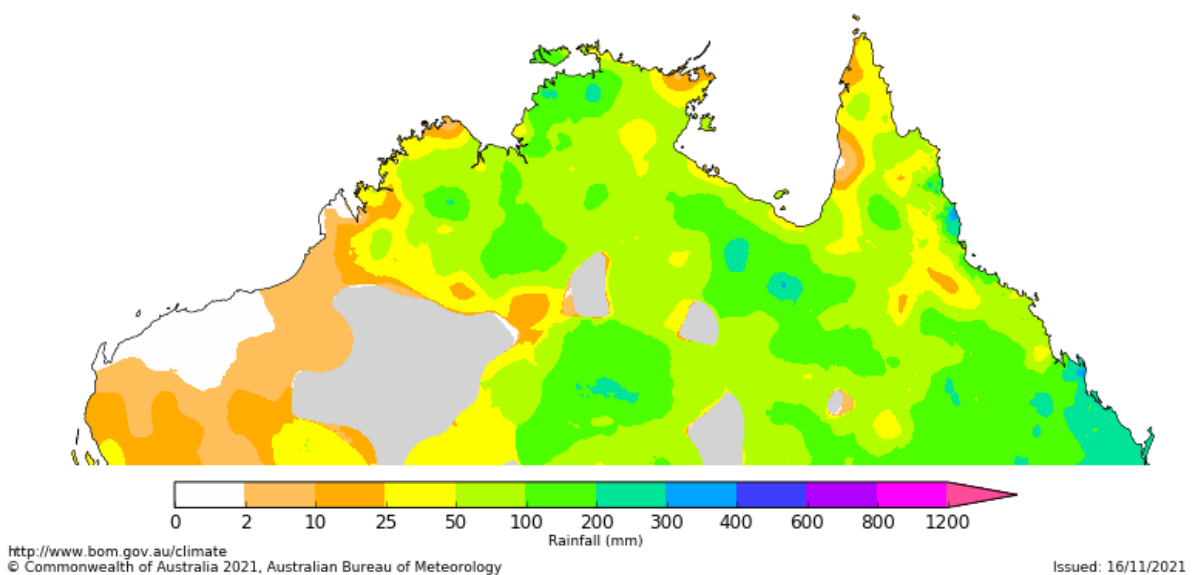 0 2 10 25 50 100 200 300 400 600 800 1200
Rainfall (mm)
http://www.bom.gov.au/climate
© Commonwealth of Australia 2021, Australian Bureau of Meteorology Issued: 16/11/2021